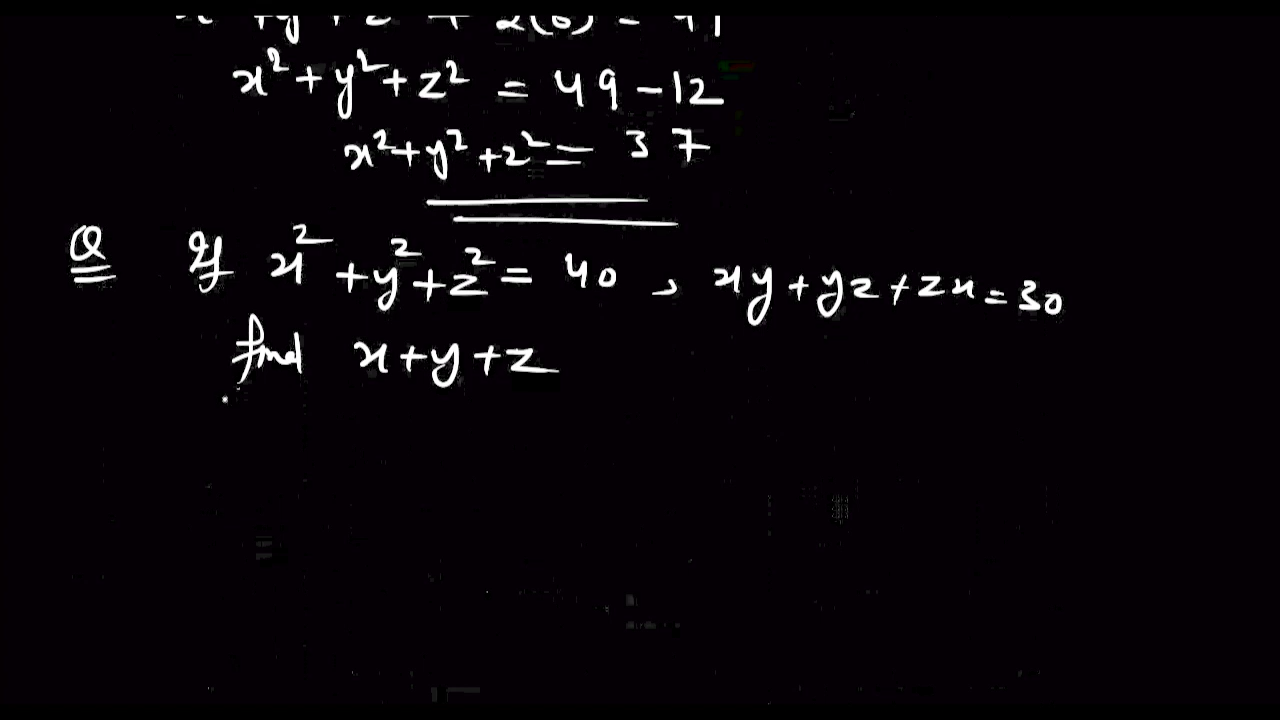 x² + y² + z² = 49 - 12
x² + y² + z² = 37
Q If x² + y² + z² = 40 , xy + yz + zx = 30
find x + y + z